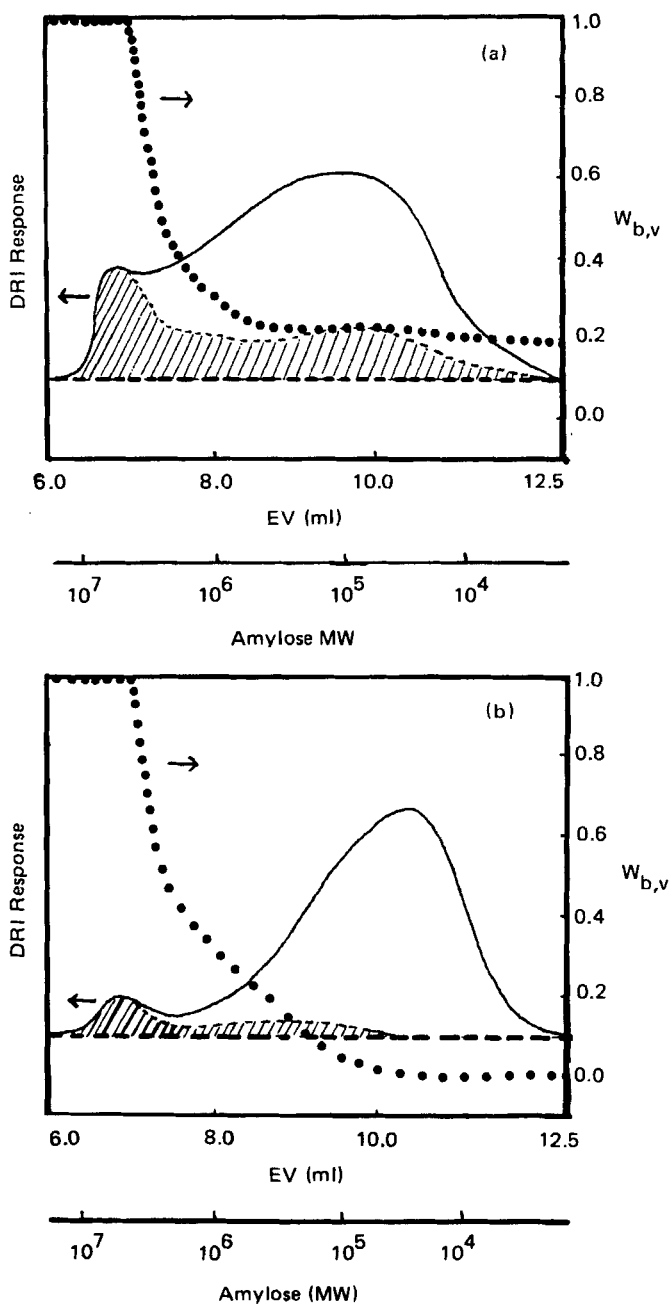 (a)
1.0
0.8
0.6
W_b,v
0.4
0.2
0.0
DRI Response
6.0 8.0 10.0 12.5
EV (ml)
10^7 10^6 10^5 10^4
Amylose MW
(b)
1.0
0.8
0.6
W_b,v
0.4
0.2
0.0
DRI Response
6.0 8.0 10.0 12.5
EV (ml)
10^7 10^6 10^5 10^4
Amylose (MW)